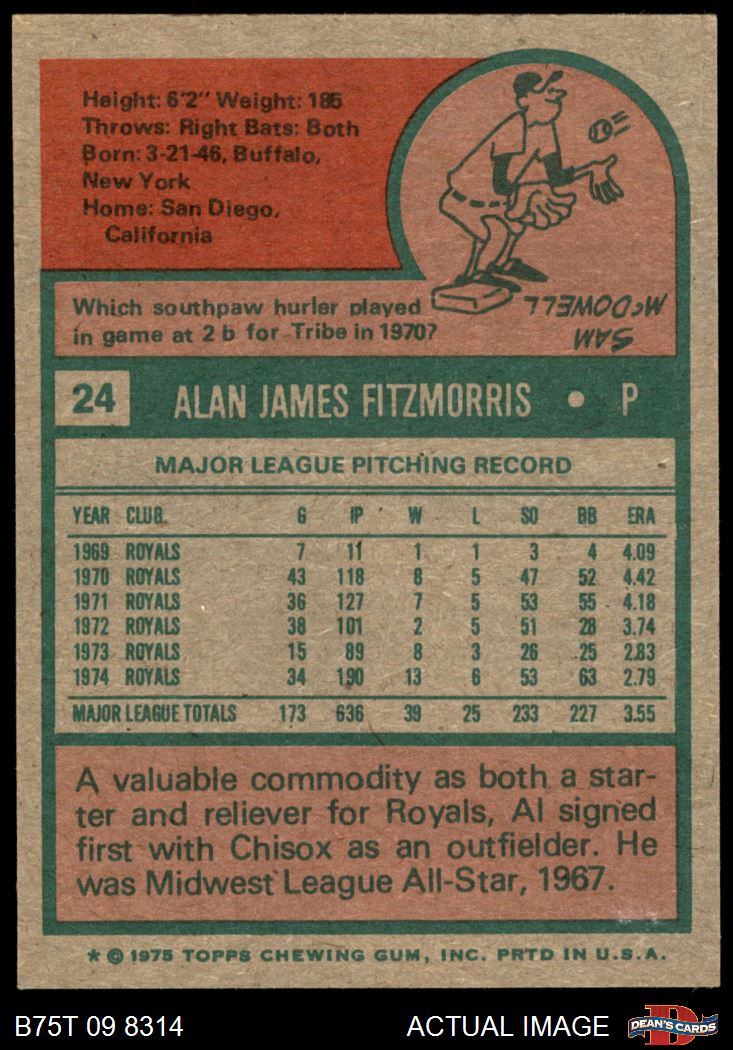 Height: 6'2" Weight: 185
Throws: Right Bats: Both
Born: 3-21-46, Buffalo,
New York
Home: San Diego,
California
Which southpaw hurler played
in game at 2b for Tribe in 1970?
SAM
McDOWELL
24 ALAN JAMES FITZMORRIS • P
MAJOR LEAGUE PITCHING RECORD
YEAR CLUB G IP W L SO BB ERA
1969 ROYALS 7 11 1 1 3 4 4.09
1970 ROYALS 43 118 8 5 47 52 4.42
1971 ROYALS 36 127 7 5 53 55 4.18
1972 ROYALS 38 101 2 5 51 28 3.74
1973 ROYALS 15 89 8 3 26 25 2.83
1974 ROYALS 34 190 13 6 53 63 2.79
MAJOR LEAGUE TOTALS 173 636 39 25 233 227 3.55
A valuable commodity as both a star-
ter and reliever for Royals, Al signed
first with Chisox as an outfielder. He
was Midwest League All-Star, 1967.
* © 1975 TOPPS CHEWING GUM, INC. PRTD IN U.S.A.
B75T 09 8314 ACTUAL IMAGE D DEAN'S CARDS